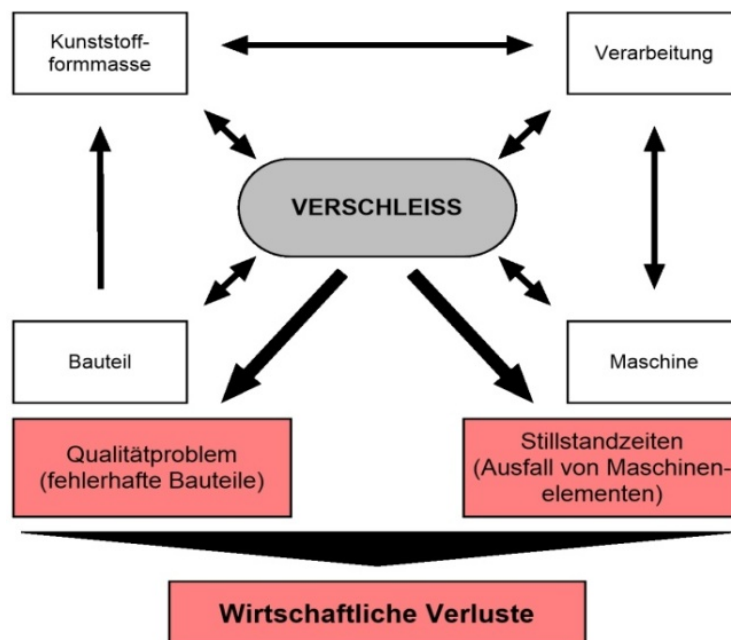 Kunststoff-
formmasse
Verarbeitung
VERSCHLEISS
Bauteil
Maschine
Qualitätproblem
(fehlerhafte Bauteile)
Stillstandzeiten
(Ausfall von Maschinen-
elementen)
Wirtschaftliche Verluste